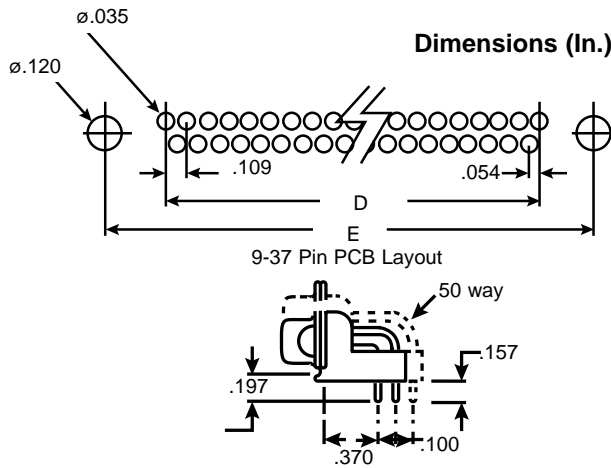 ø.035
Dimensions (In.)
ø.120
.109
.054
D
E
9-37 Pin PCB Layout
50 way
.157
.197
.370
.100